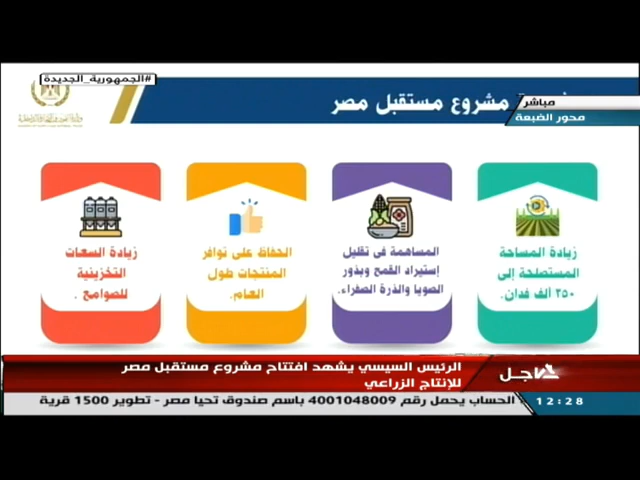 #الجمهورية_الجديدة
مشروع مستقبل مصر
مباشر
محور الضبعة
زيادة المساحة
المستصلحة إلى
٣٥٠ ألف فدان.
المساهمة فى تقليل
إستيراد القمح وبذور
الصويا والذرة الصفراء.
الحفاظ على توافر
المنتجات طول
العام.
زيادة السعات
التخزينية
للصوامع .
عاجل
الرئيس السيسي يشهد افتتاح مشروع مستقبل مصر
للإنتاج الزراعي
الحساب يحمل رقم 4001048009 باسم صندوق تحيا مصر - تطوير 1500 قرية
12:28